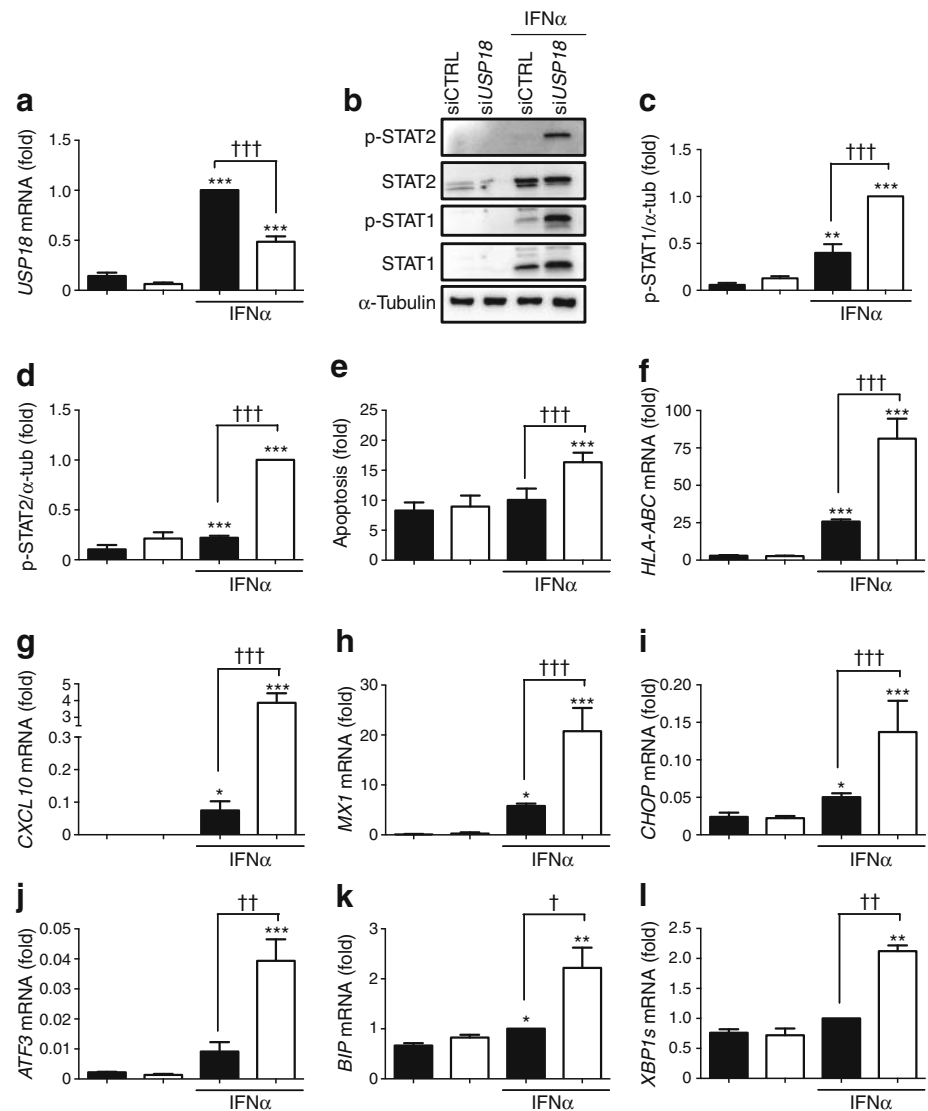 a
USP18 mRNA (fold)
1.5
1.0
0.5
0
***
***
†††
IFNα
b
IFNα
siCTRL
siUSP18
siCTRL
siUSP18
p-STAT2
STAT2
p-STAT1
STAT1
α-Tubulin
c
p-STAT1/α-tub (fold)
1.5
1.0
0.5
0
**
***
†††
IFNα
d
p-STAT2/α-tub (fold)
1.5
1.0
0.5
0
***
***
†††
IFNα
e
Apoptosis (fold)
25
20
15
10
5
0
***
†††
IFNα
f
HLA-ABC mRNA (fold)
100
75
50
25
0
***
***
†††
IFNα
g
CXCL10 mRNA (fold)
5
4
3
0.3
0.2
0.1
0
*
***
†††
IFNα
h
MX1 mRNA (fold)
30
20
10
0
*
***
†††
IFNα
i
CHOP mRNA (fold)
0.20
0.15
0.10
0.05
0
*
***
†††
IFNα
j
ATF3 mRNA (fold)
0.05
0.04
0.03
0.02
0.01
0
***
††
IFNα
k
BIP mRNA (fold)
3
2
1
0
*
**
†
IFNα
l
XBP1s mRNA (fold)
2.5
2.0
1.5
1.0
0.5
0
**
††
IFNα